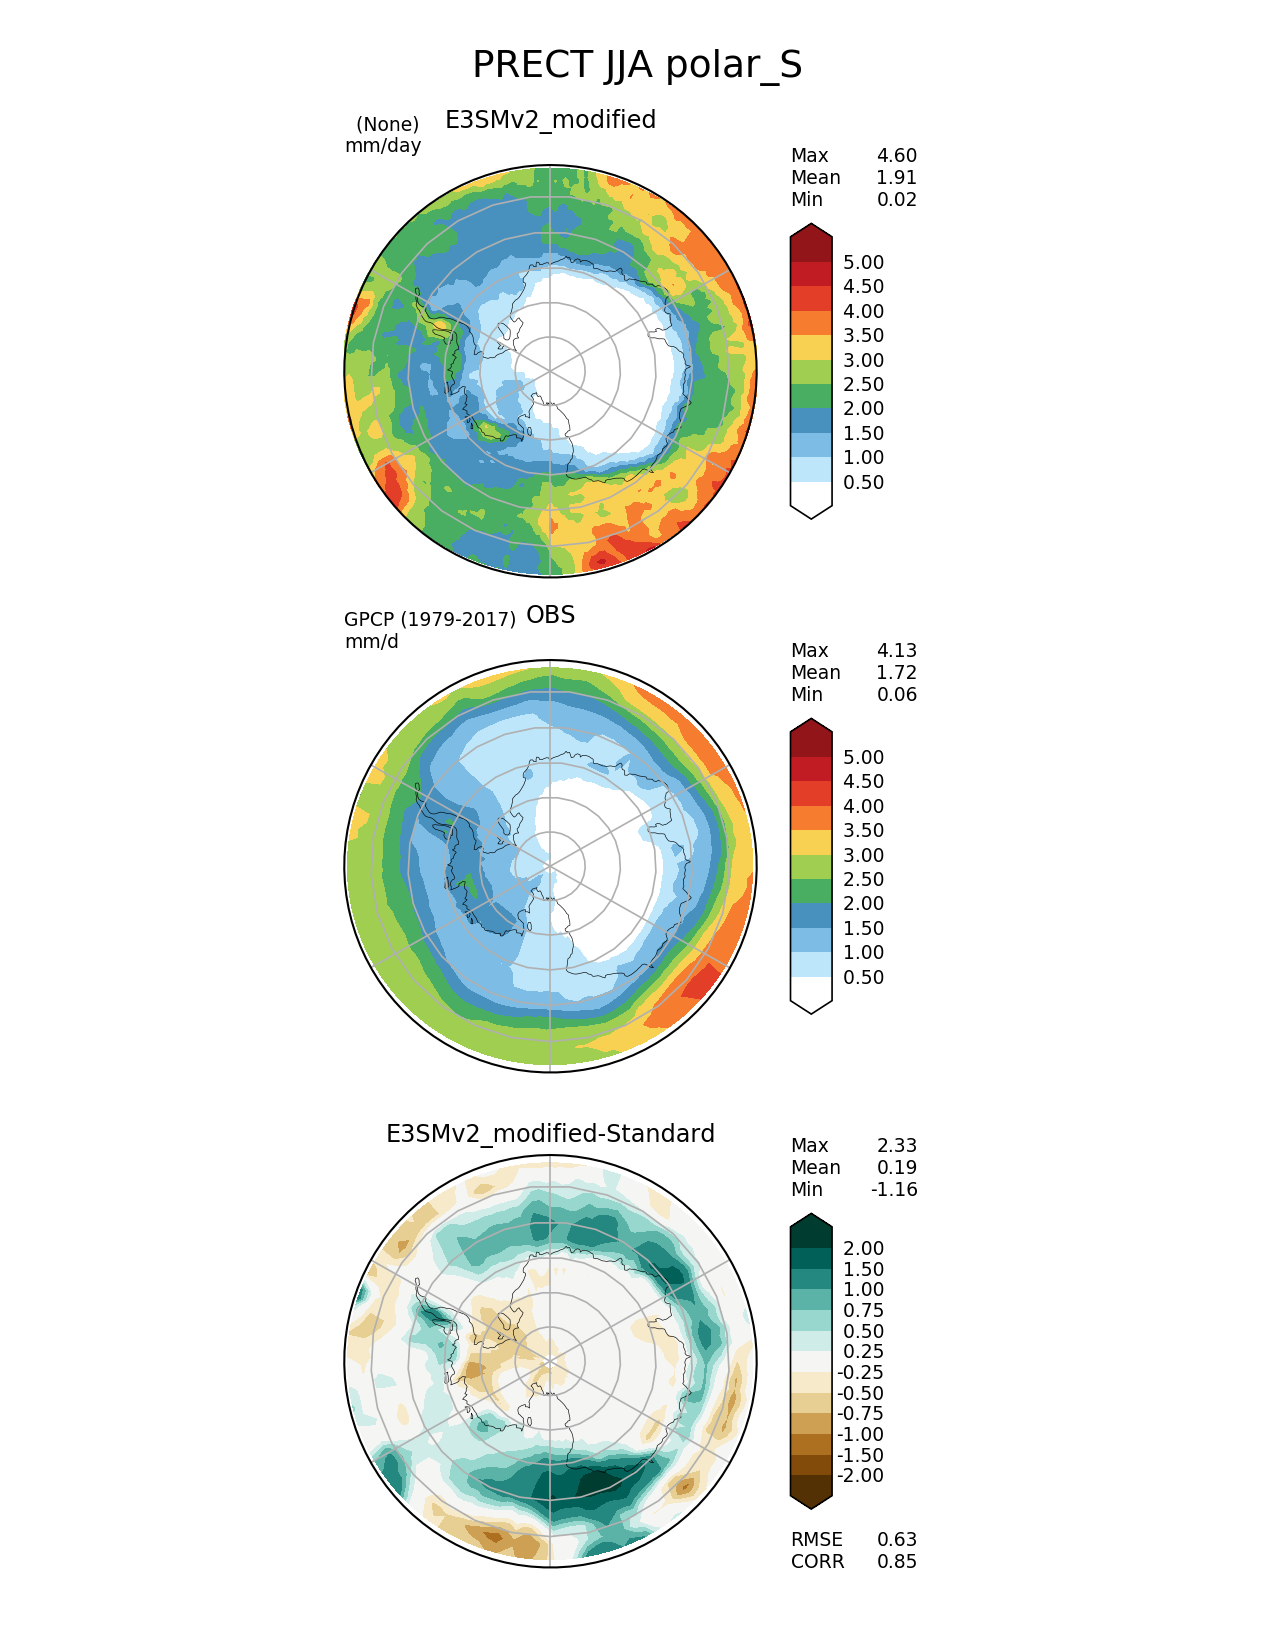 PRECT JJA polar_S
(None) E3SMv2_modified
mm/day
Max 4.60
Mean 1.91
Min 0.02
5.00
4.50
4.00
3.50
3.00
2.50
2.00
1.50
1.00
0.50
GPCP (1979-2017) OBS
mm/d
Max 4.13
Mean 1.72
Min 0.06
5.00
4.50
4.00
3.50
3.00
2.50
2.00
1.50
1.00
0.50
E3SMv2_modified-Standard
Max 2.33
Mean 0.19
Min -1.16
2.00
1.50
1.00
0.75
0.50
0.25
-0.25
-0.50
-0.75
-1.00
-1.50
-2.00
RMSE 0.63
CORR 0.85